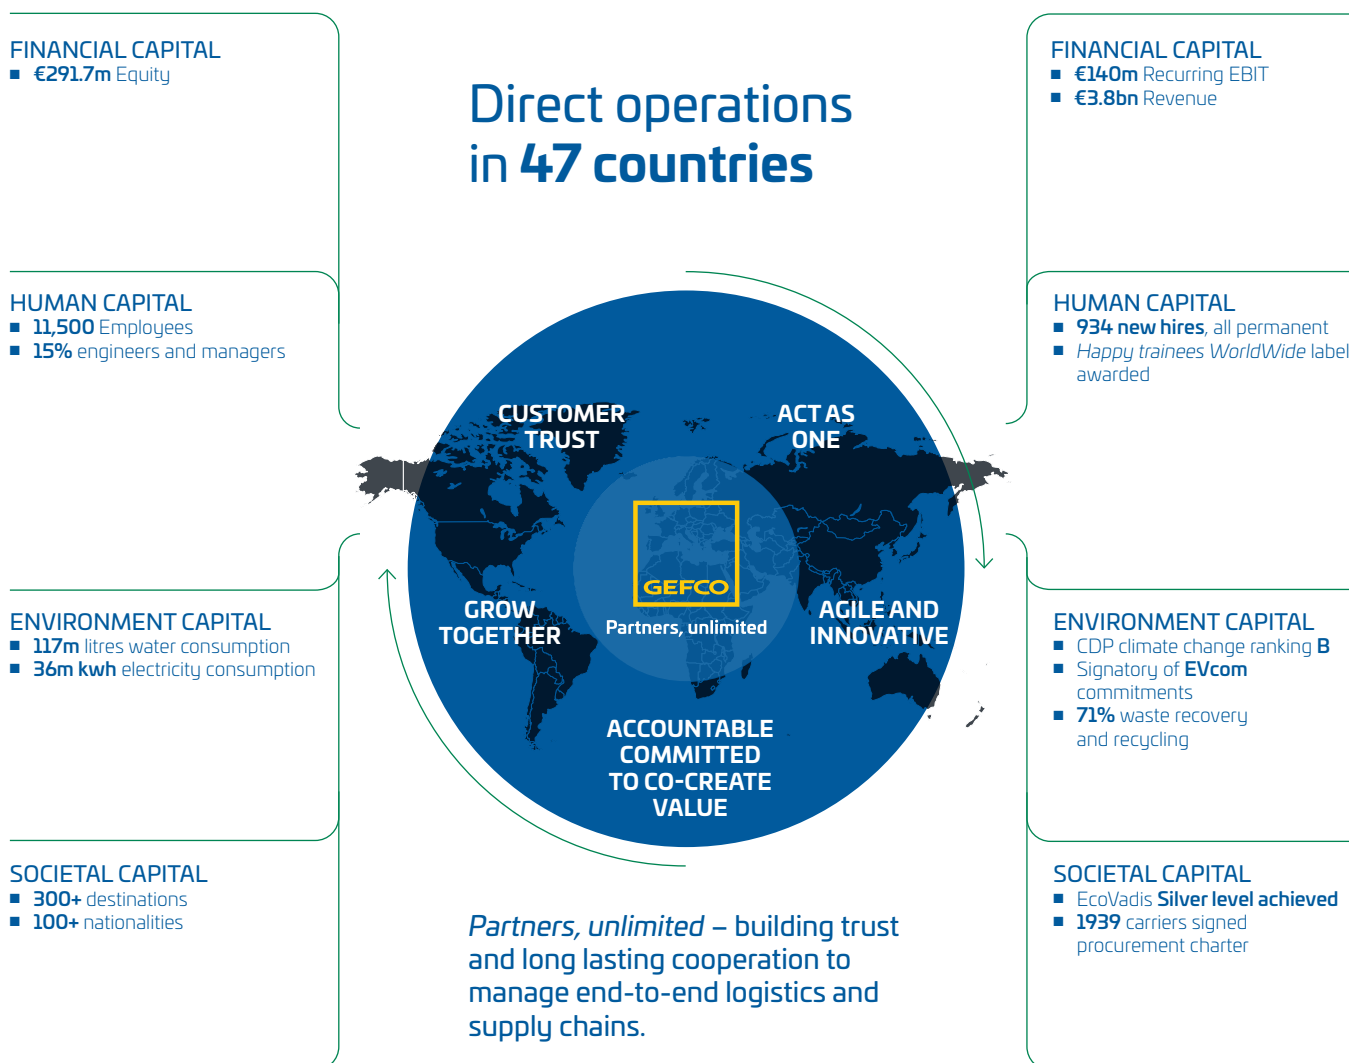 FINANCIAL CAPITAL
■ €291.7m Equity
HUMAN CAPITAL
■ 11,500 Employees
■ 15% engineers and managers
ENVIRONMENT CAPITAL
■ 117m litres water consumption
■ 36m kwh electricity consumption
SOCIETAL CAPITAL
■ 300+ destinations
■ 100+ nationalities
Direct operations
in 47 countries
CUSTOMER
TRUST
ACT AS
ONE
GEFCO
Partners, unlimited
GROW
TOGETHER
AGILE AND
INNOVATIVE
ACCOUNTABLE
COMMITTED
TO CO-CREATE
VALUE
Partners, unlimited – building trust
and long lasting cooperation to
manage end-to-end logistics and
supply chains.
FINANCIAL CAPITAL
■ €140m Recurring EBIT
■ €3.8bn Revenue
HUMAN CAPITAL
■ 934 new hires, all permanent
■ Happy trainees WorldWide label
awarded
ENVIRONMENT CAPITAL
■ CDP climate change ranking B
■ Signatory of EVcom
commitments
■ 71% waste recovery
and recycling
SOCIETAL CAPITAL
■ EcoVadis Silver level achieved
■ 1939 carriers signed
procurement charter